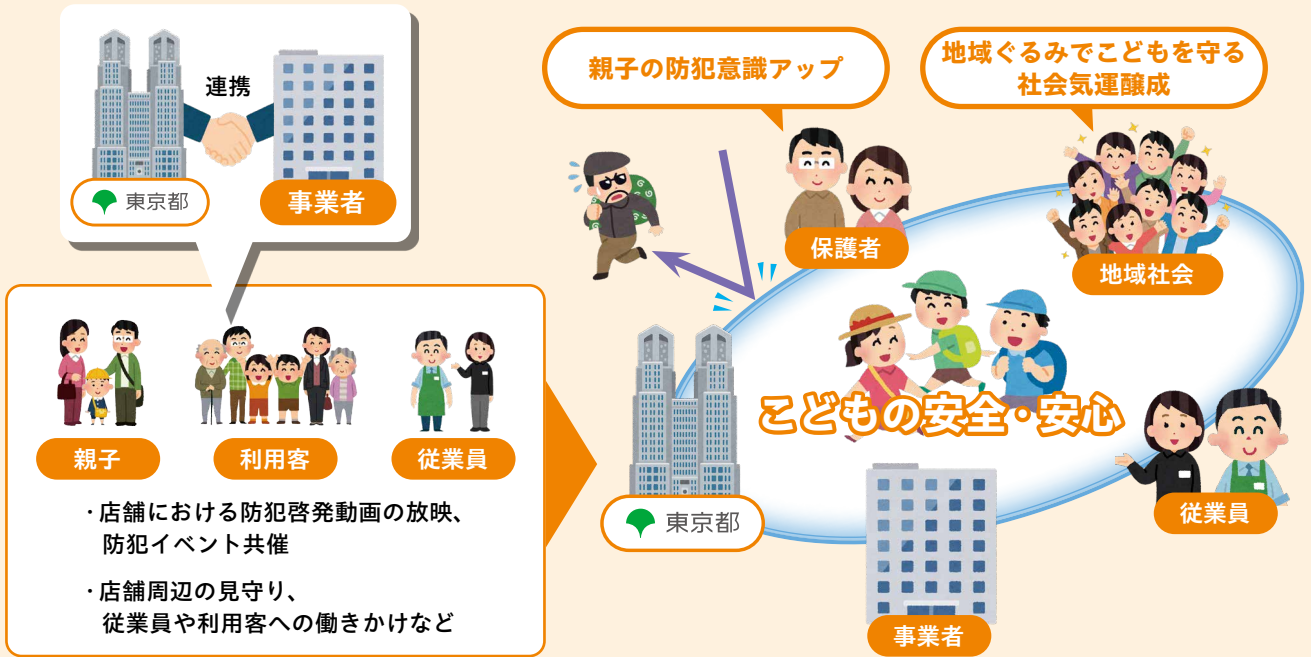 連携
東京都
事業者
親子
利用客
従業員
・店舗における防犯啓発動画の放映、
防犯イベント共催
・店舗周辺の見守り、
従業員や利用客への働きかけなど
親子の防犯意識アップ
地域ぐるみでこどもを守る
社会気運醸成
保護者
地域社会
こどもの安全・安心
東京都
従業員
事業者